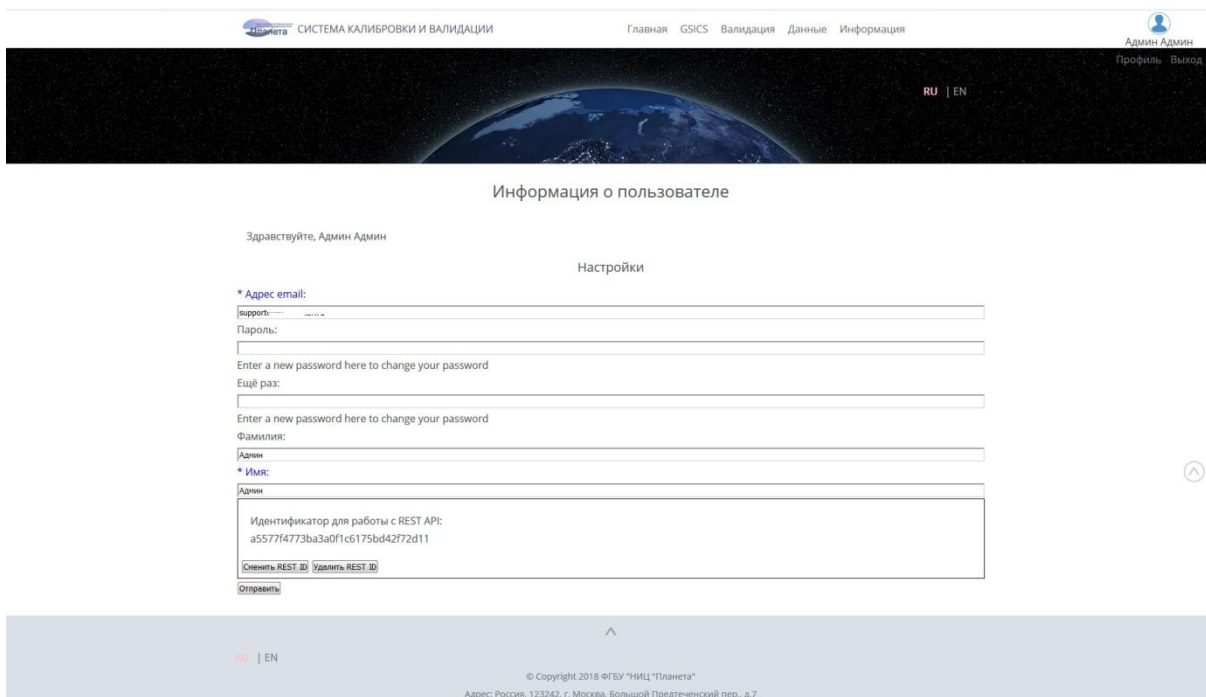 Планета СИСТЕМА КАЛИБРОВКИ И ВАЛИДАЦИИ Главная GSICS Валидация Данные Информация
Админ Админ
Профиль Выход
RU | EN
Информация о пользователе
Здравствуйте, Админ Админ
Настройки
* Адрес email:
support
Пароль:
Enter a new password here to change your password
Ещё раз:
Enter a new password here to change your password
Фамилия:
Админ
* Имя:
Админ
Идентификатор для работы с REST API:
a5577f4773ba3a0f1c6175bd42f72d11
Сменить REST ID Удалить REST ID
Отправить
RU | EN
© Copyright 2018 ФГБУ "НИЦ "Планета"
Адрес: Россия, 123242, г. Москва, Большой Предтеченский пер., д.7